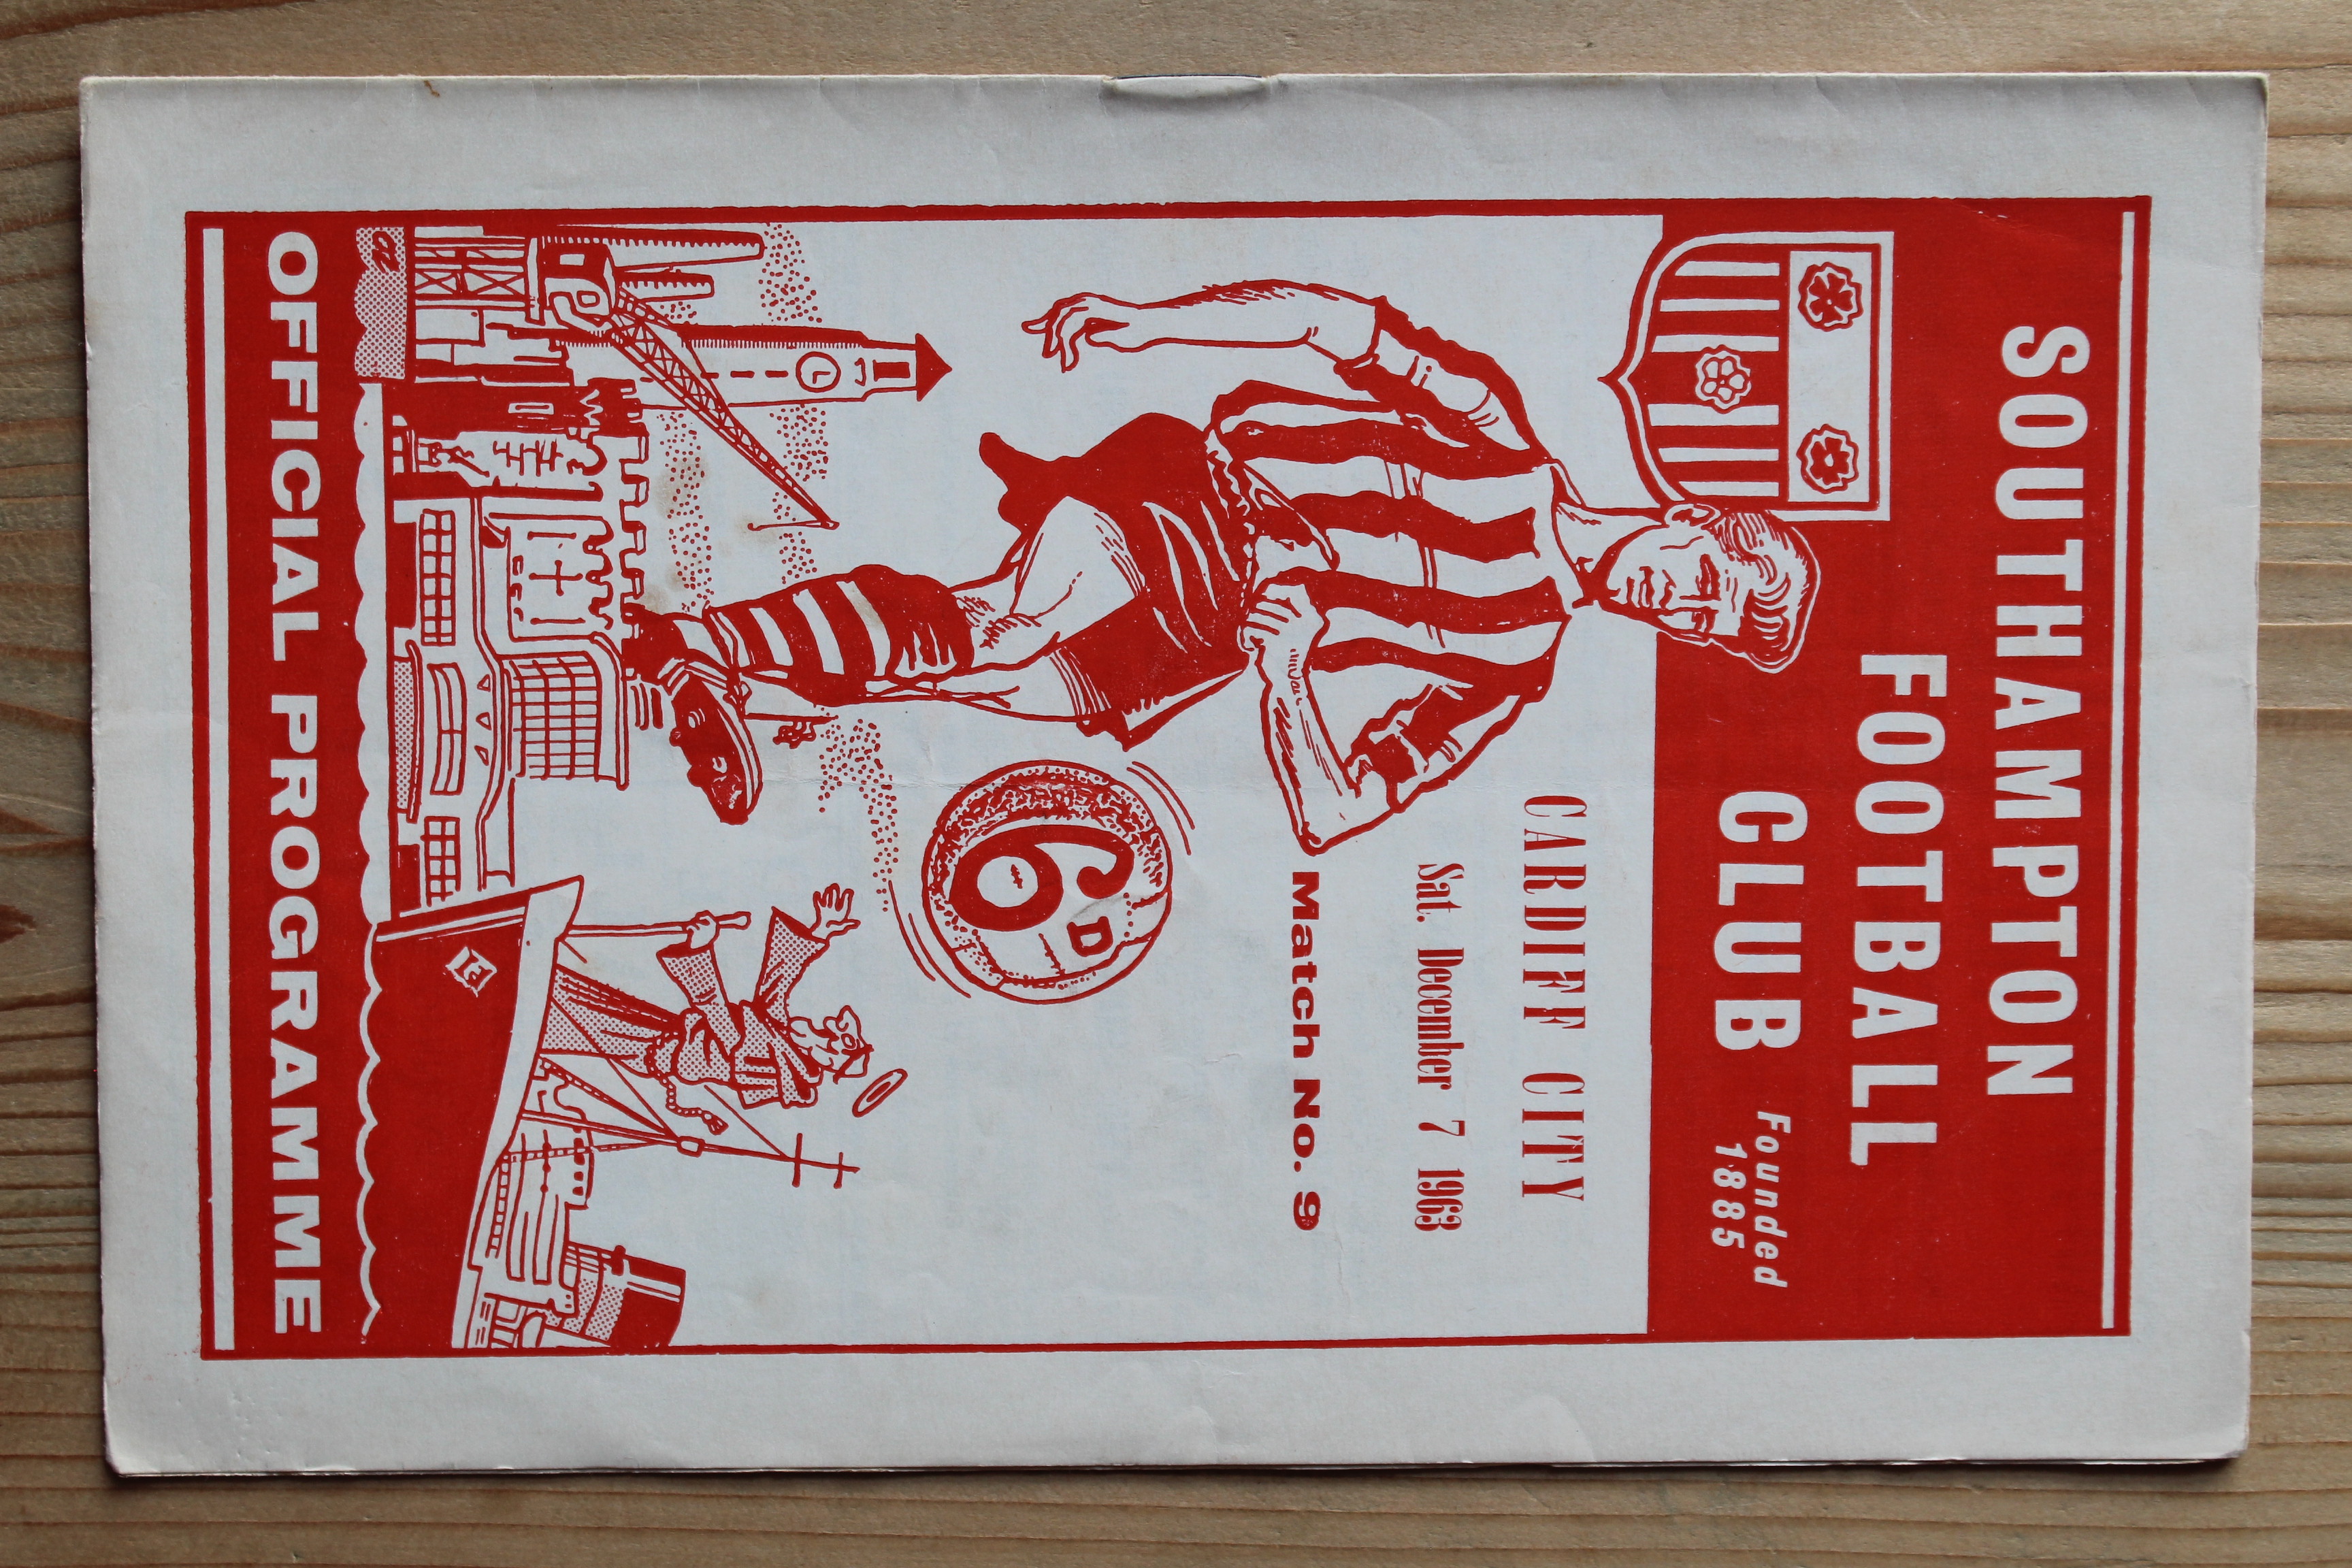 SOUTHAMPTON
FOOTBALL
CLUB
Founded
1885
CARDIFF CITY
Sat. December 7 1963
Match No. 9
6D
OFFICIAL PROGRAMME